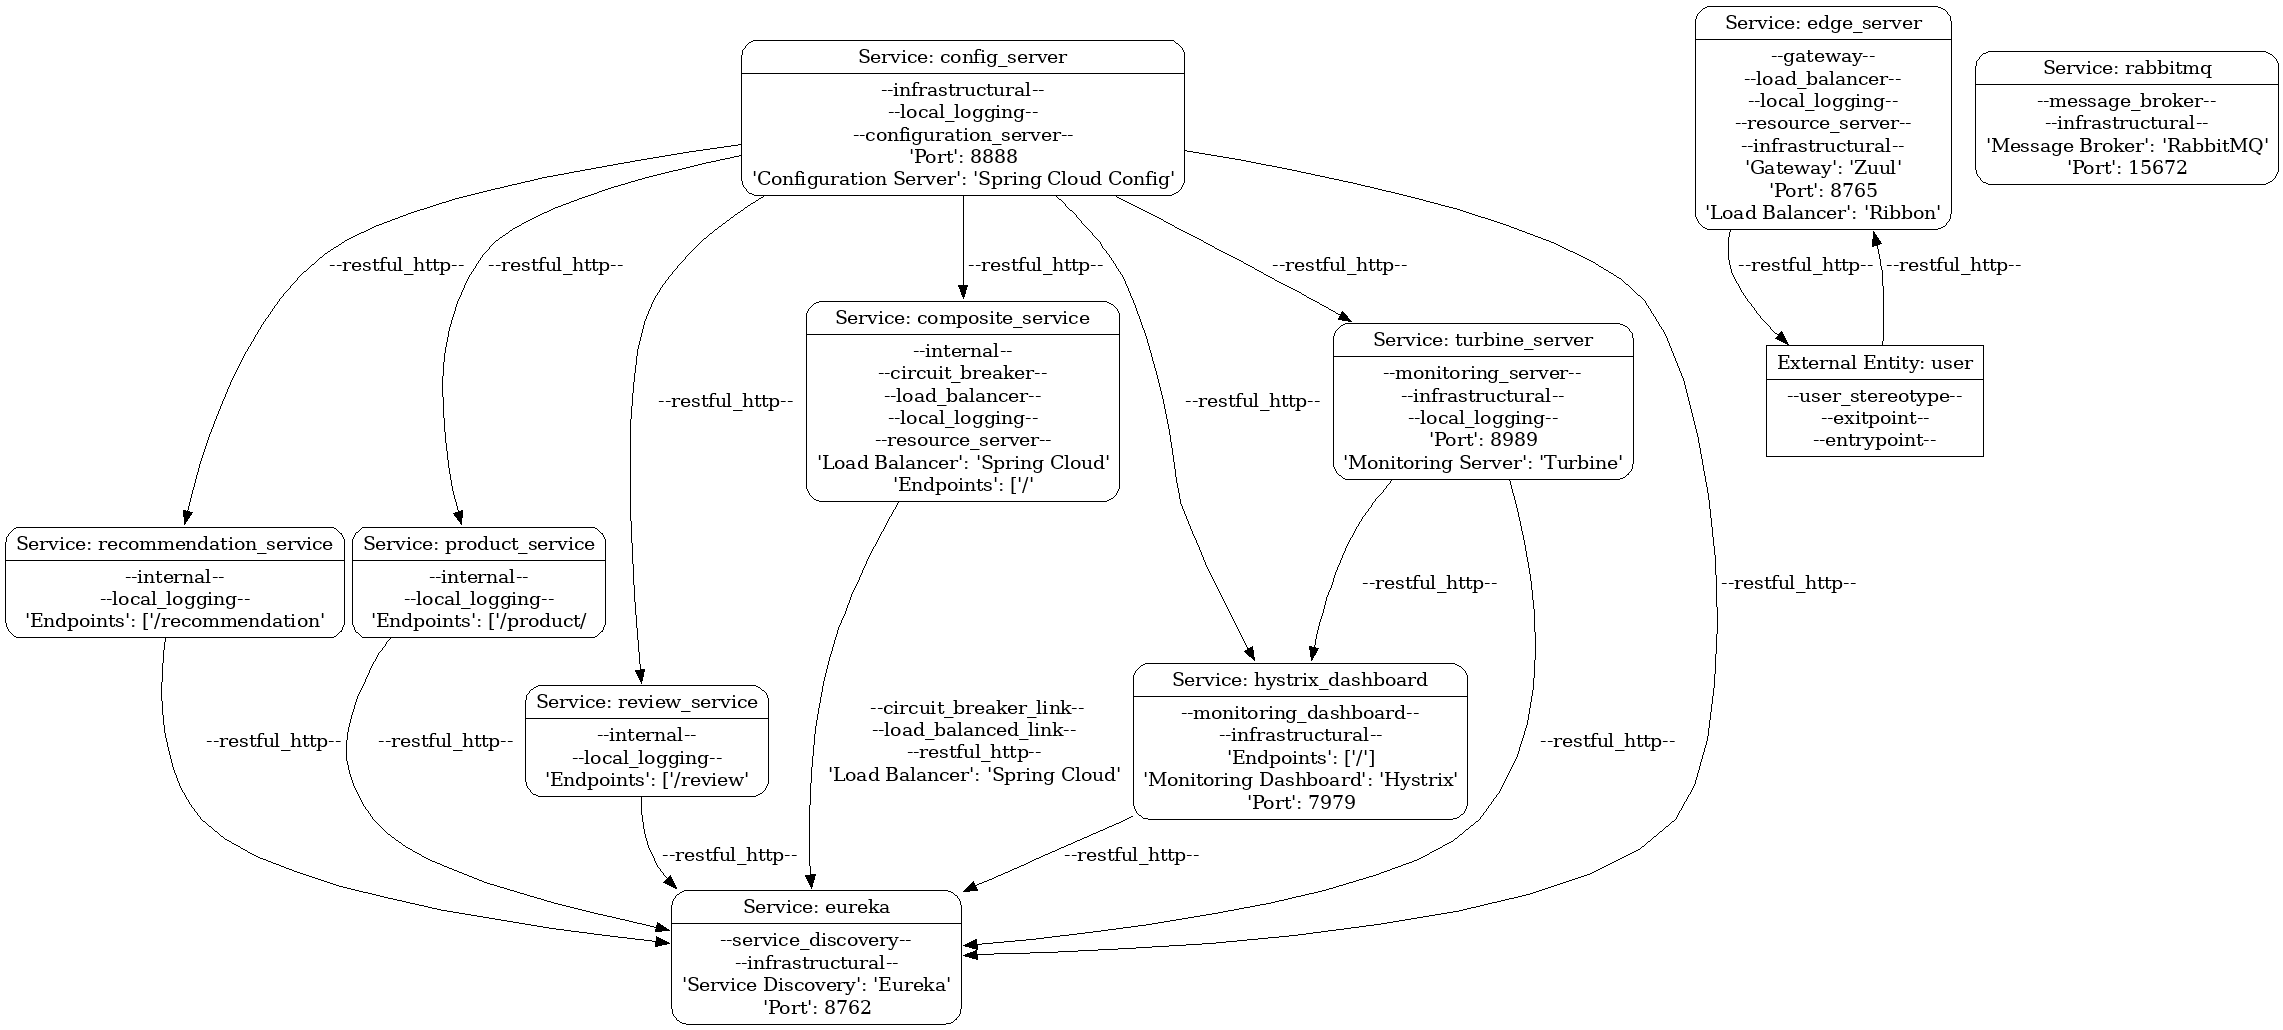 Service: config_server
--infrastructural--
--local_logging--
--configuration_server--
'Port': 8888
'Configuration Server': 'Spring Cloud Config'
Service: edge_server
--gateway--
--load_balancer--
--local_logging--
--resource_server--
--infrastructural--
'Gateway': 'Zuul'
'Port': 8765
'Load Balancer': 'Ribbon'
Service: rabbitmq
--message_broker--
--infrastructural--
'Message Broker': 'RabbitMQ'
'Port': 15672
--restful_http--
--restful_http--
--restful_http--
--restful_http--
--restful_http--
--restful_http--
Service: composite_service
--internal--
--circuit_breaker--
--load_balancer--
--local_logging--
--resource_server--
'Load Balancer': 'Spring Cloud'
'Endpoints': ['/'
Service: turbine_server
--monitoring_server--
--infrastructural--
--local_logging--
'Port': 8989
'Monitoring Server': 'Turbine'
External Entity: user
--user_stereotype--
--exitpoint--
--entrypoint--
--restful_http--
--restful_http--
Service: recommendation_service
--internal--
--local_logging--
'Endpoints': ['/recommendation'
Service: product_service
--internal--
--local_logging--
'Endpoints': ['/product/
--restful_http--
--restful_http--
Service: review_service
--internal--
--local_logging--
'Endpoints': ['/review'
Service: hystrix_dashboard
--monitoring_dashboard--
--infrastructural--
'Endpoints': ['/']
'Monitoring Dashboard': 'Hystrix'
'Port': 7979
--restful_http--
--restful_http--
--circuit_breaker_link--
--load_balanced_link--
--restful_http--
'Load Balancer': 'Spring Cloud'
--restful_http--
--restful_http--
--restful_http--
Service: eureka
--service_discovery--
--infrastructural--
'Service Discovery': 'Eureka'
'Port': 8762